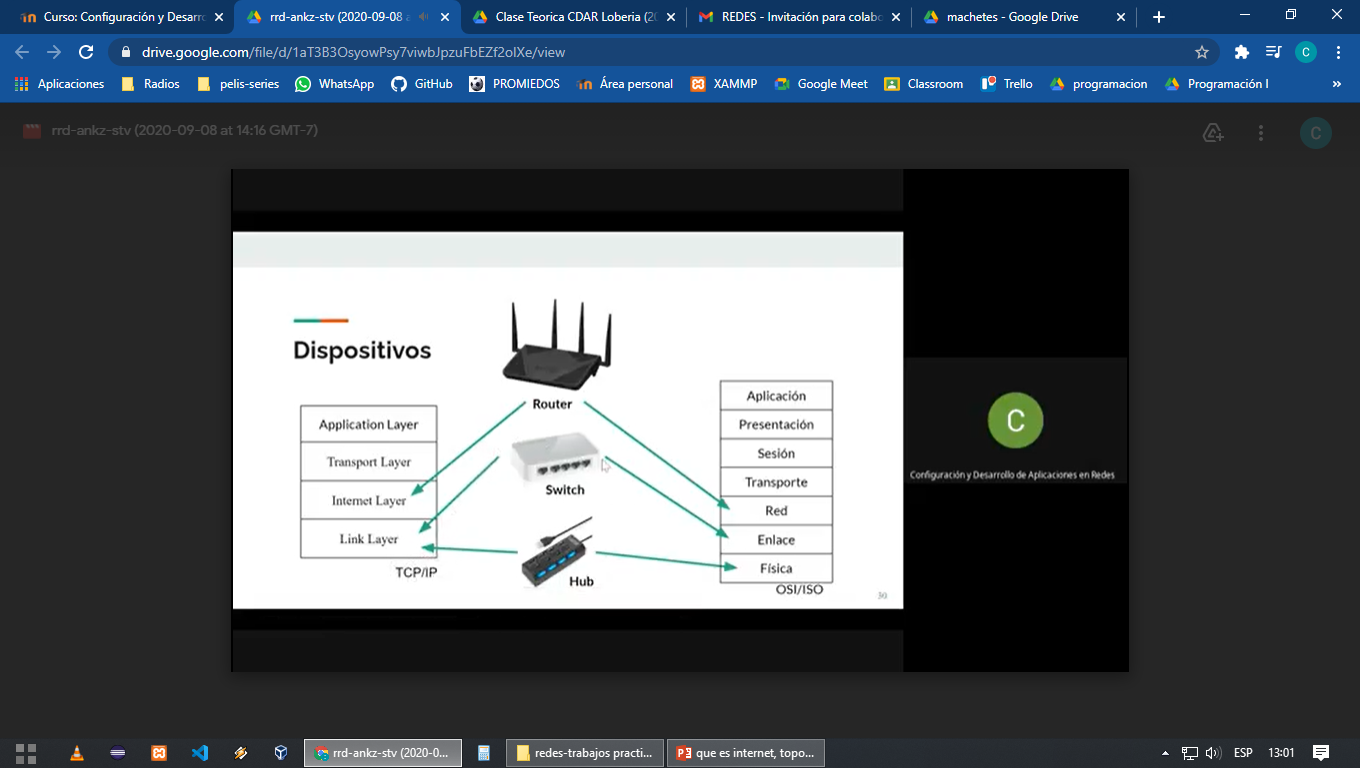 Curso: Configuración y Desarro
rrd-ankz-stv (2020-09-08 a
Clase Teorica CDAR Loberia (20
REDES - Invitación para colabo
machetes - Google Drive
drive.google.com/file/d/1aT3B3OsyowPsy7viwbJpzuFbEZf2oIXe/view
C
Aplicaciones
Radios
pelis-series
WhatsApp
GitHub
PROMIEDOS
Área personal
XAMMP
Google Meet
Classroom
Trello
programacion
Programación I
»
rrd-ankz-stv (2020-09-08 at 14:16 GMT-7)
C
Dispositivos
Router
Switch
Hub
Application Layer
Transport Layer
Internet Layer
Link Layer
TCP/IP
Aplicación
Presentación
Sesión
Transporte
Red
Enlace
Física
OSI/ISO
30
C
Configuración y Desarrollo de Aplicaciones en Redes
rrd-ankz-stv (2020-0...
redes-trabajos practi...
que es internet, topo...
ESP
13:01